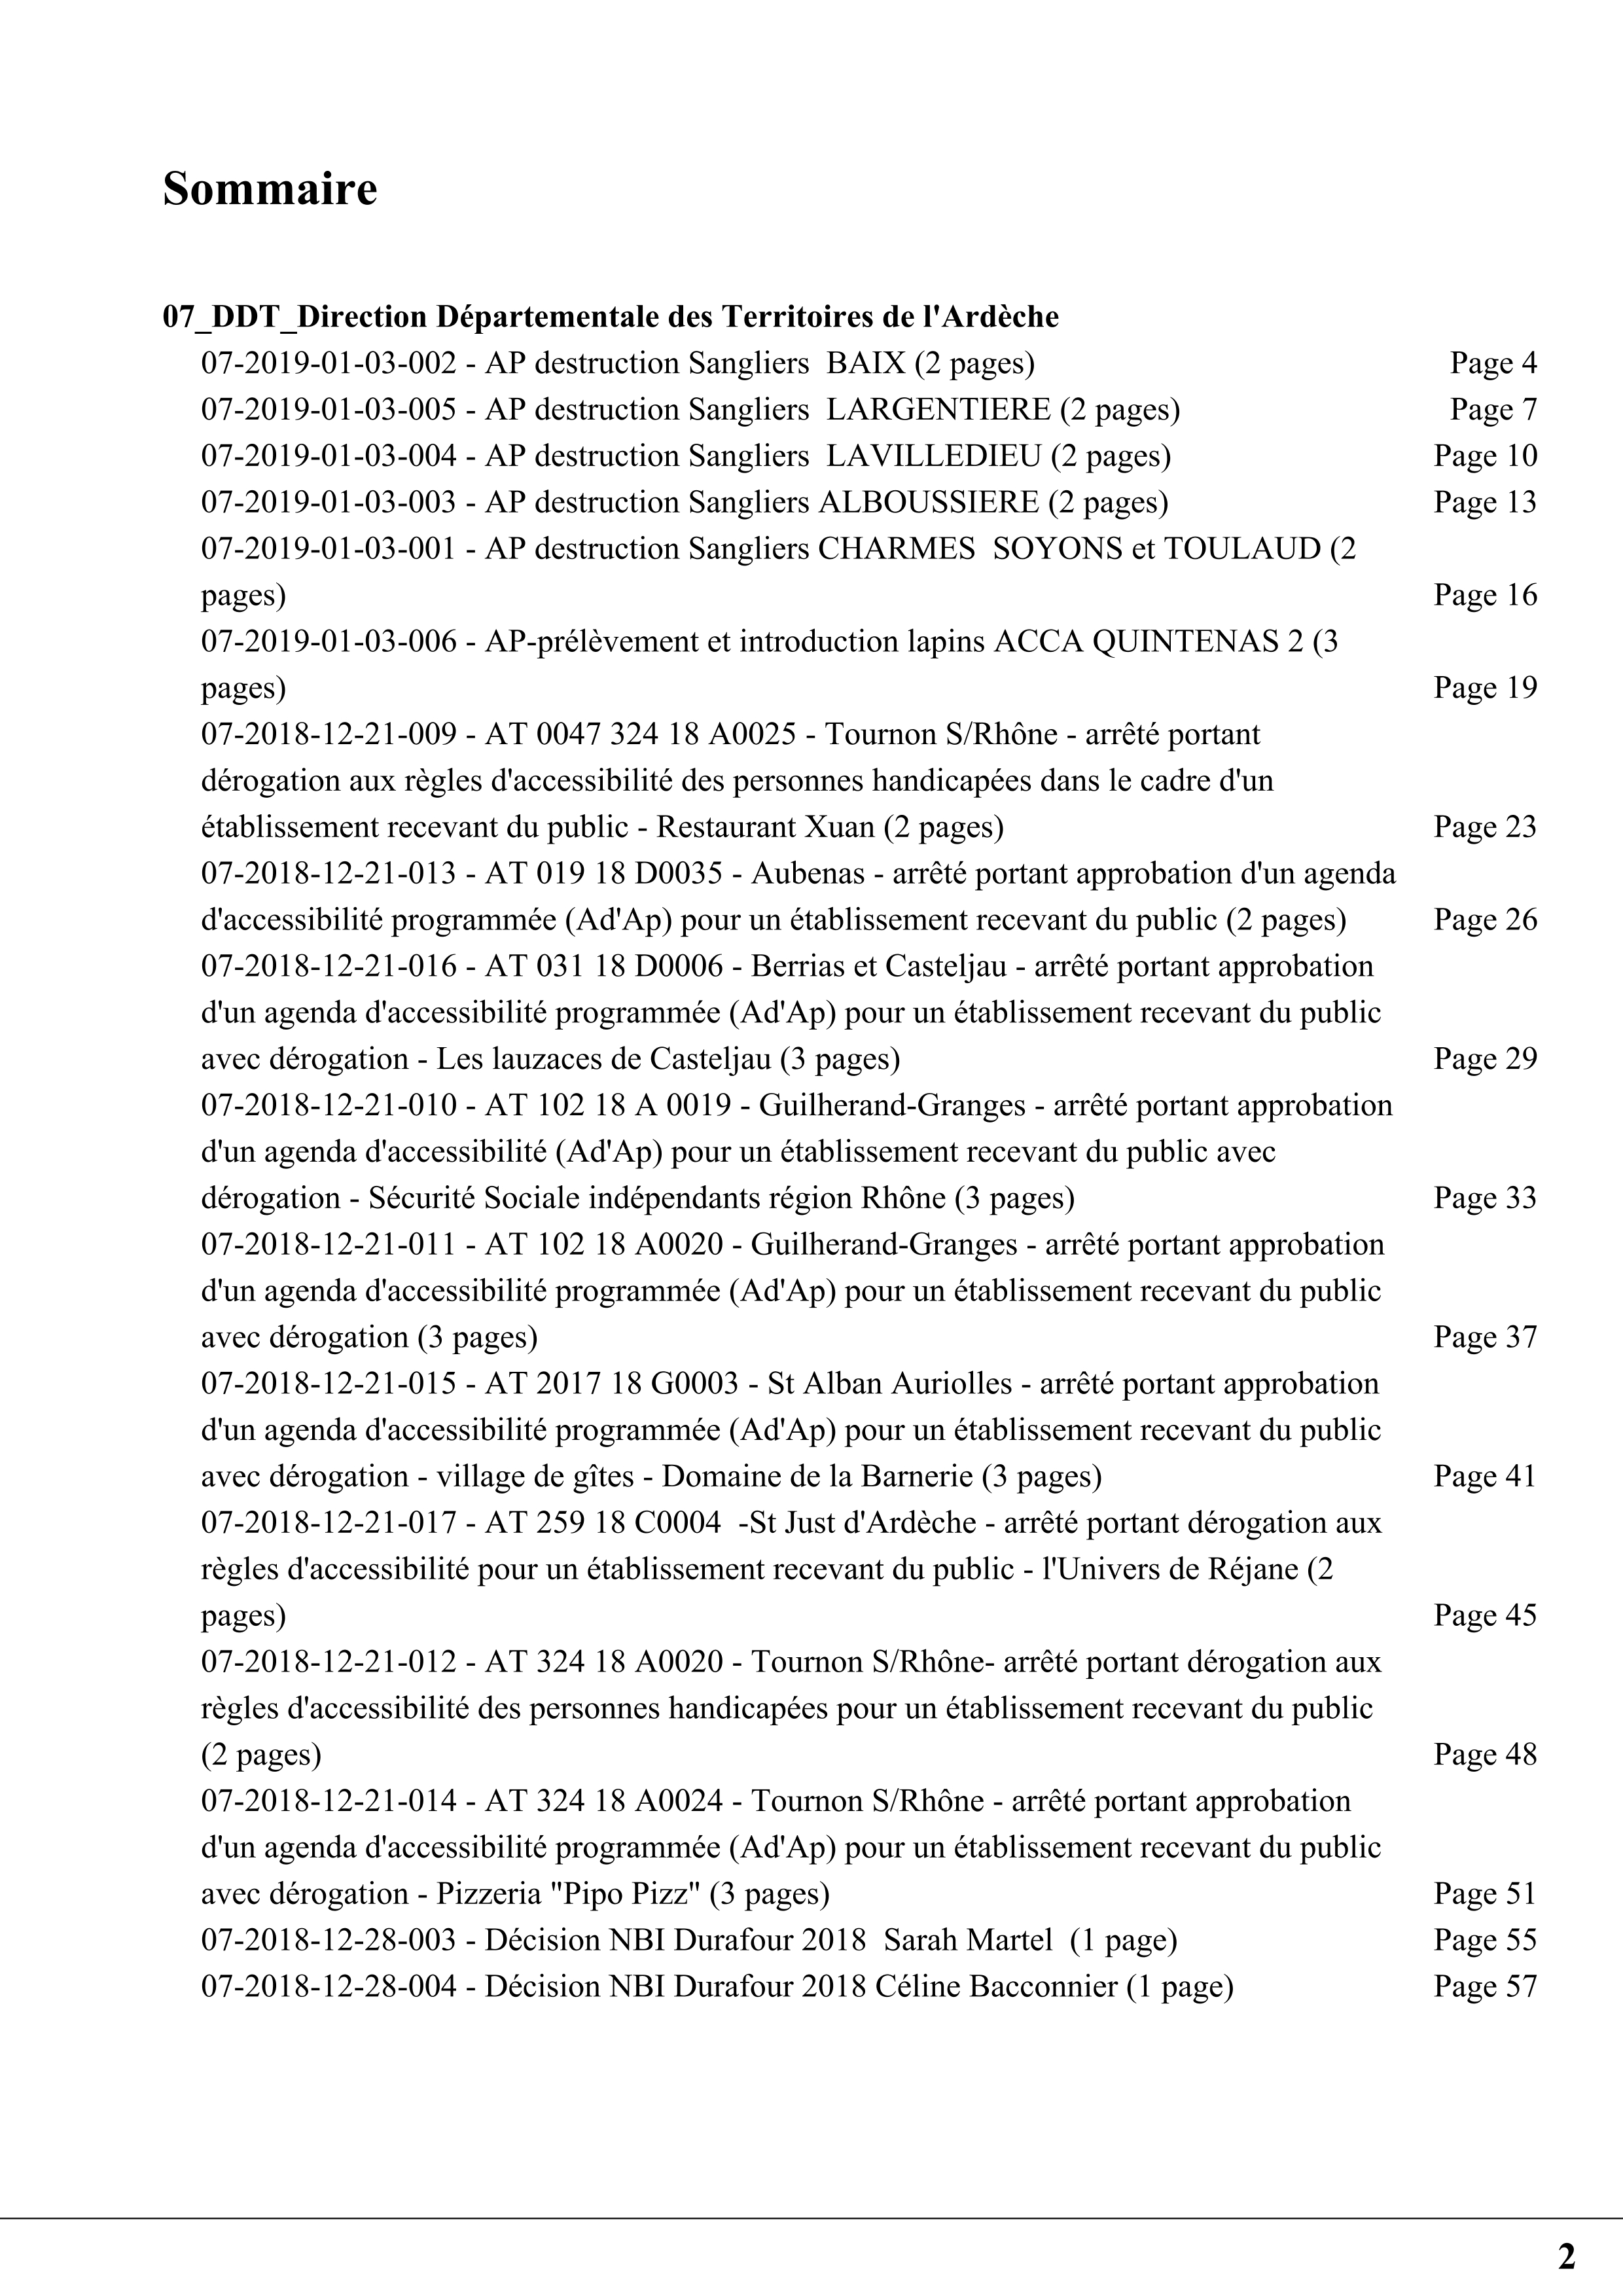 Sommaire
07_DDT_Direction Départementale des Territoires de l'Ardèche
07-2019-01-03-002 - AP destruction Sangliers  BAIX (2 pages) Page 4
07-2019-01-03-005 - AP destruction Sangliers  LARGENTIERE (2 pages) Page 7
07-2019-01-03-004 - AP destruction Sangliers  LAVILLEDIEU (2 pages) Page 10
07-2019-01-03-003 - AP destruction Sangliers ALBOUSSIERE (2 pages) Page 13
07-2019-01-03-001 - AP destruction Sangliers CHARMES  SOYONS et TOULAUD (2
pages) Page 16
07-2019-01-03-006 - AP-prélèvement et introduction lapins ACCA QUINTENAS 2 (3
pages) Page 19
07-2018-12-21-009 - AT 0047 324 18 A0025 - Tournon S/Rhône - arrêté portant
dérogation aux règles d'accessibilité des personnes handicapées dans le cadre d'un
établissement recevant du public - Restaurant Xuan (2 pages) Page 23
07-2018-12-21-013 - AT 019 18 D0035 - Aubenas - arrêté portant approbation d'un agenda
d'accessibilité programmée (Ad'Ap) pour un établissement recevant du public (2 pages) Page 26
07-2018-12-21-016 - AT 031 18 D0006 - Berrias et Casteljau - arrêté portant approbation
d'un agenda d'accessibilité programmée (Ad'Ap) pour un établissement recevant du public
avec dérogation - Les lauzaces de Casteljau (3 pages) Page 29
07-2018-12-21-010 - AT 102 18 A 0019 - Guilherand-Granges - arrêté portant approbation
d'un agenda d'accessibilité (Ad'Ap) pour un établissement recevant du public avec
dérogation - Sécurité Sociale indépendants région Rhône (3 pages) Page 33
07-2018-12-21-011 - AT 102 18 A0020 - Guilherand-Granges - arrêté portant approbation
d'un agenda d'accessibilité programmée (Ad'Ap) pour un établissement recevant du public
avec dérogation (3 pages) Page 37
07-2018-12-21-015 - AT 2017 18 G0003 - St Alban Auriolles - arrêté portant approbation
d'un agenda d'accessibilité programmée (Ad'Ap) pour un établissement recevant du public
avec dérogation - village de gîtes - Domaine de la Barnerie (3 pages) Page 41
07-2018-12-21-017 - AT 259 18 C0004  -St Just d'Ardèche - arrêté portant dérogation aux
règles d'accessibilité pour un établissement recevant du public - l'Univers de Réjane (2
pages) Page 45
07-2018-12-21-012 - AT 324 18 A0020 - Tournon S/Rhône- arrêté portant dérogation aux
règles d'accessibilité des personnes handicapées pour un établissement recevant du public
(2 pages) Page 48
07-2018-12-21-014 - AT 324 18 A0024 - Tournon S/Rhône - arrêté portant approbation
d'un agenda d'accessibilité programmée (Ad'Ap) pour un établissement recevant du public
avec dérogation - Pizzeria "Pipo Pizz" (3 pages) Page 51
07-2018-12-28-003 - Décision NBI Durafour 2018  Sarah Martel  (1 page) Page 55
07-2018-12-28-004 - Décision NBI Durafour 2018 Céline Bacconnier (1 page) Page 57
2